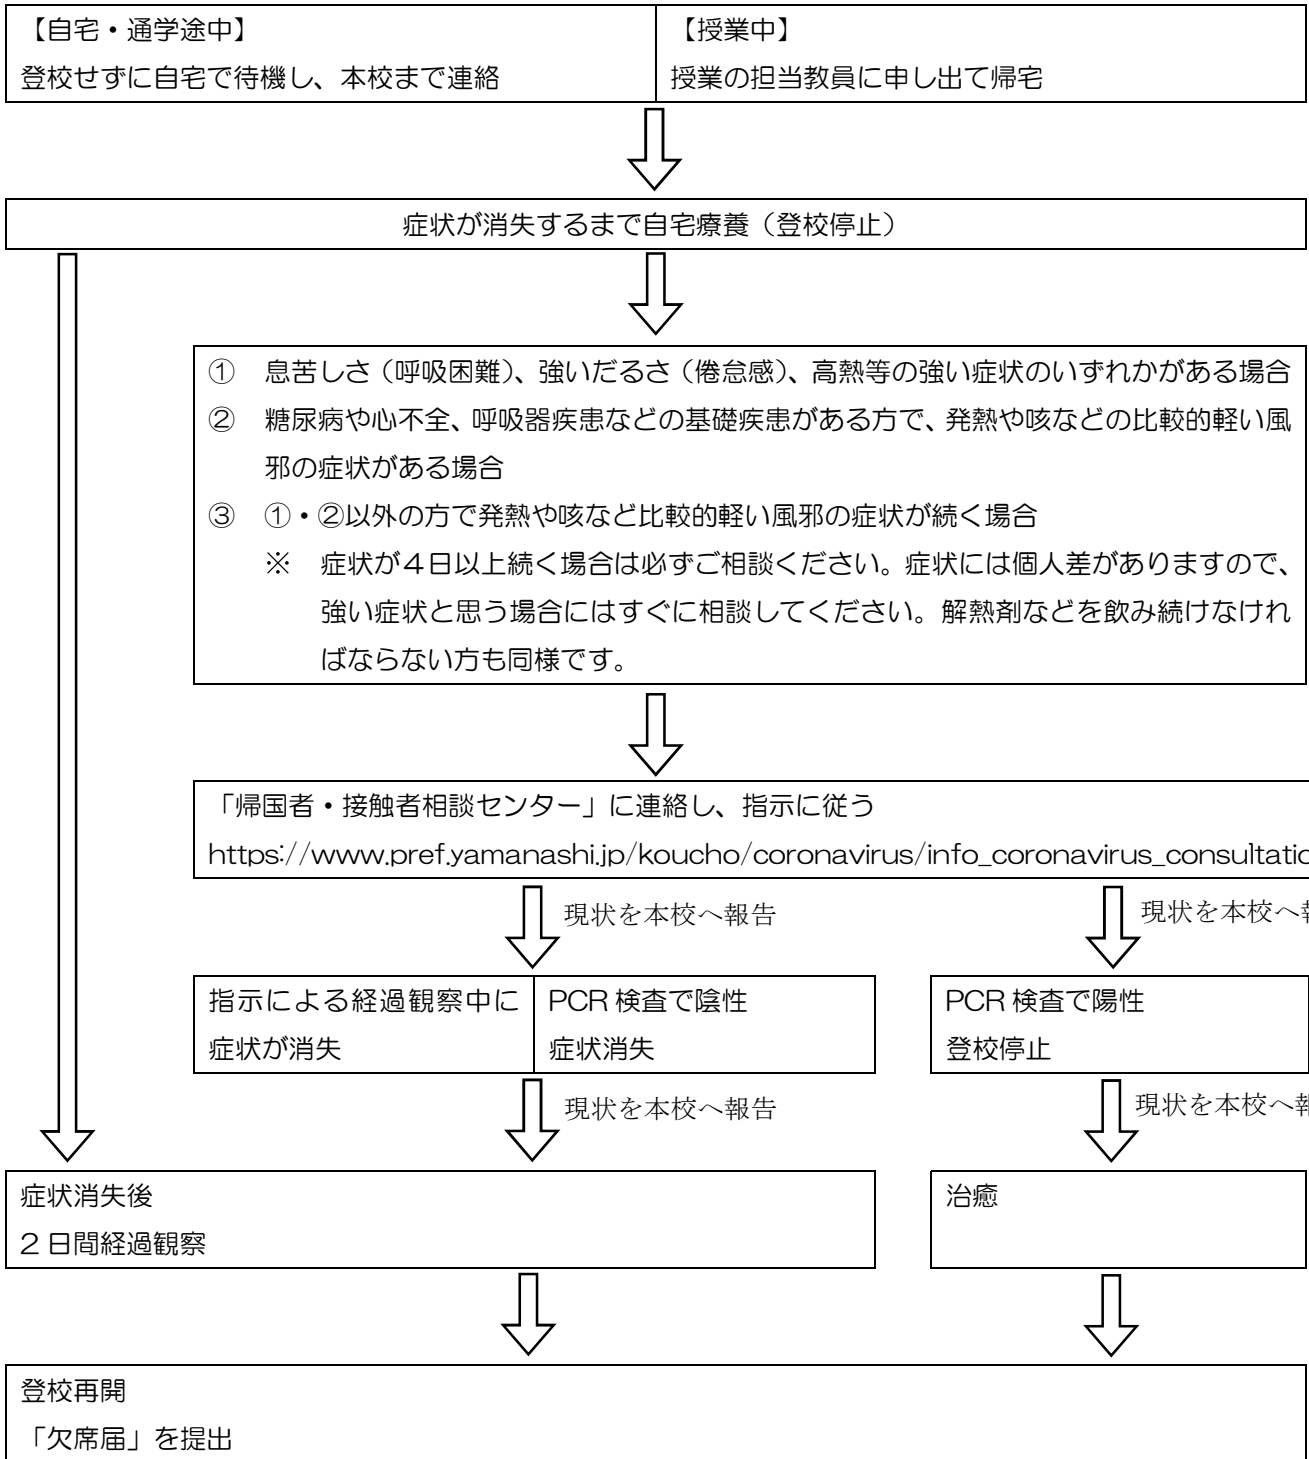 【自宅・通学途中】
登校せずに自宅で待機し、本校まで連絡
【授業中】
授業の担当教員に申し出て帰宅
症状が消失するまで自宅療養（登校停止）
① 息苦しさ（呼吸困難）、強いだるさ（倦怠感）、高熱等の強い症状のいずれかがある場合
② 糖尿病や心不全、呼吸器疾患などの基礎疾患がある方で、発熱や咳などの比較的軽い風
邪の症状がある場合
③ ①・②以外の方で発熱や咳など比較的軽い風邪の症状が続く場合
※ 症状が４日以上続く場合は必ずご相談ください。症状には個人差がありますので、
強い症状と思う場合にはすぐに相談してください。解熱剤などを飲み続けなけれ
ばならない方も同様です。
「帰国者・接触者相談センター」に連絡し、指示に従う
https://www.pref.yamanashi.jp/koucho/coronavirus/info_coronavirus_consultatio
現状を本校へ報告
現状を本校へ
指示による経過観察中に
症状が消失
PCR 検査で陰性
症状消失
PCR 検査で陽性
登校停止
現状を本校へ報告
現状を本校へ
症状消失後
２日間経過観察
治癒
登校再開
「欠席届」を提出